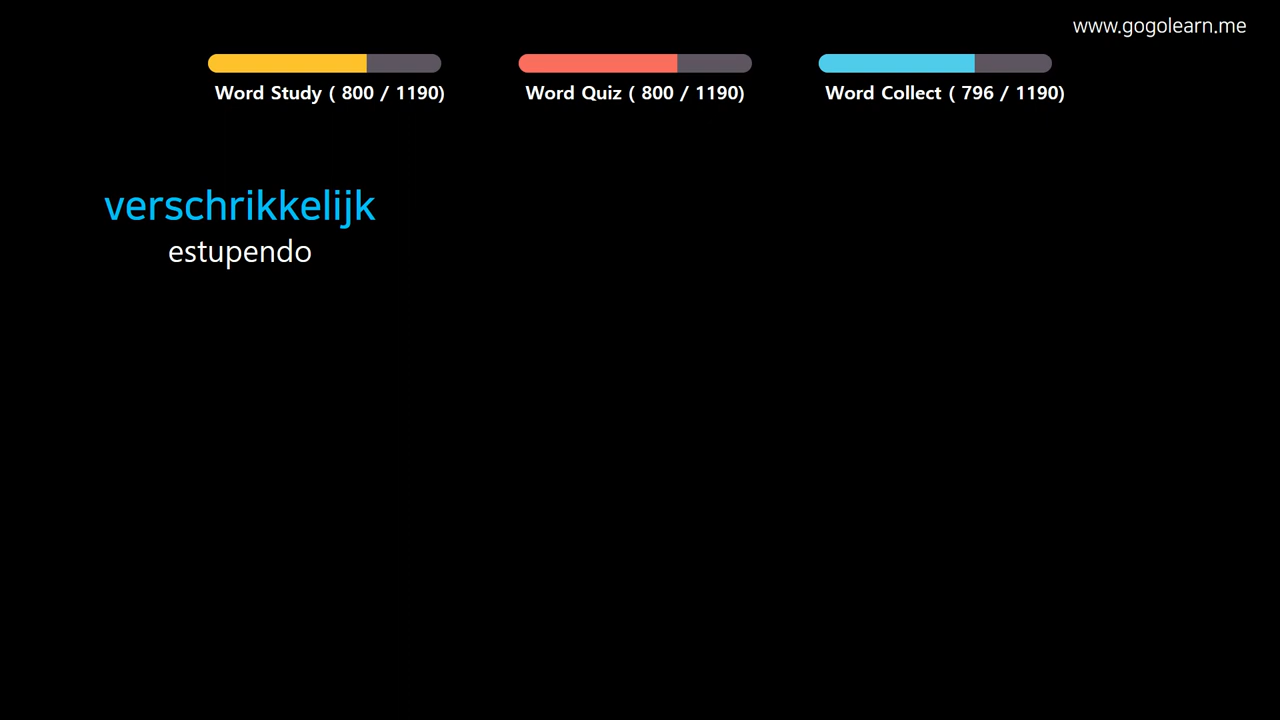 www.gogolearn.me
Word Study ( 800 / 1190)
Word Quiz ( 800 / 1190)
Word Collect ( 796 / 1190)
verschrikkelijk
estupendo